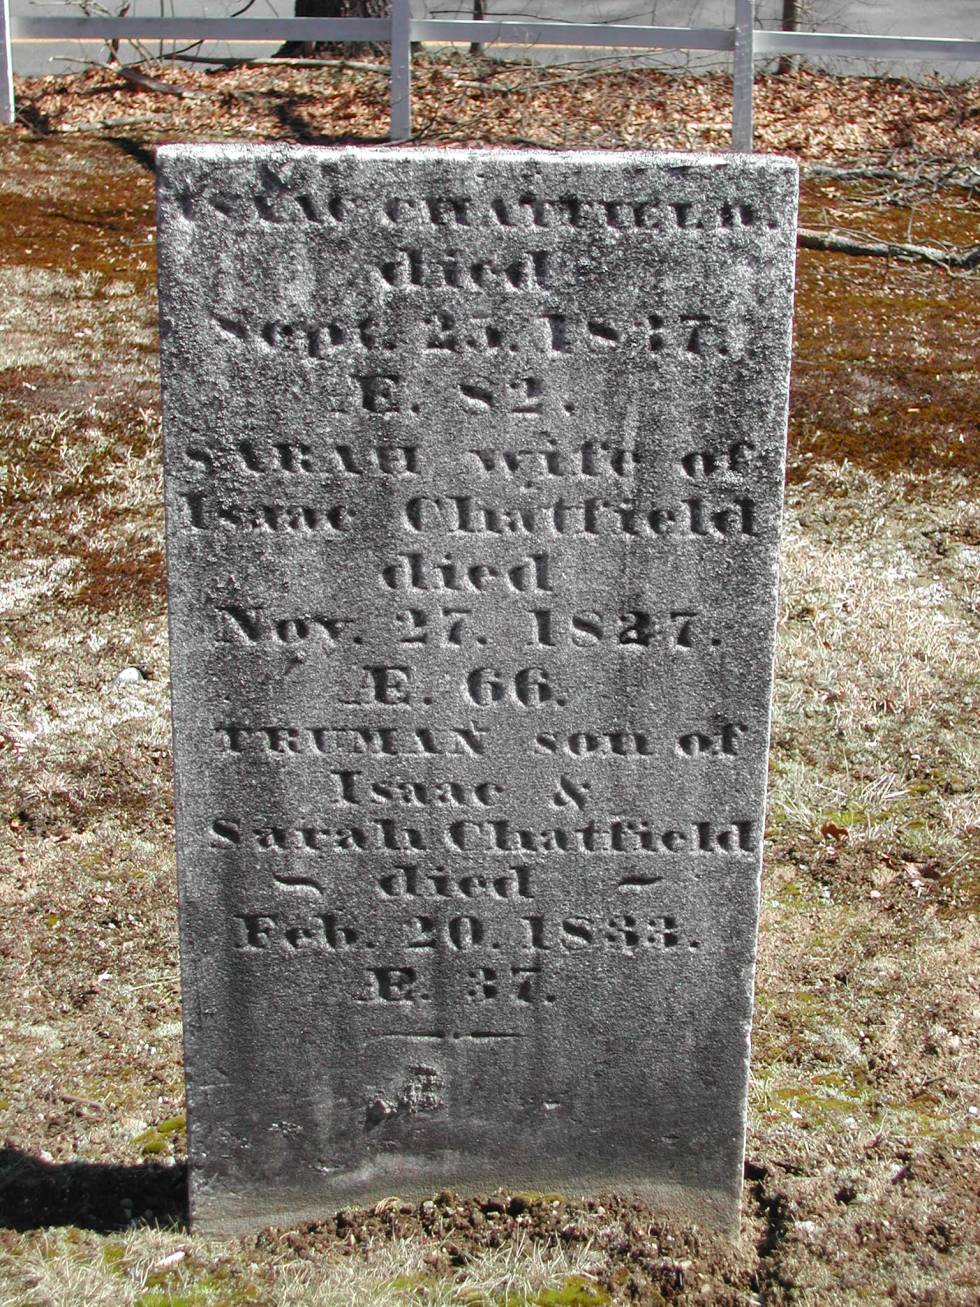 ISAAC CHATFIELD.
died
Sept. 25. 1837.
Æ. 82.
SARAH wife of
Isaac Chatfield
died
Nov. 27. 1827.
Æ. 66.
TRUMAN son of
Isaac &
Sarah Chatfield
~ died ~
Feb. 20. 1833.
Æ. 37.